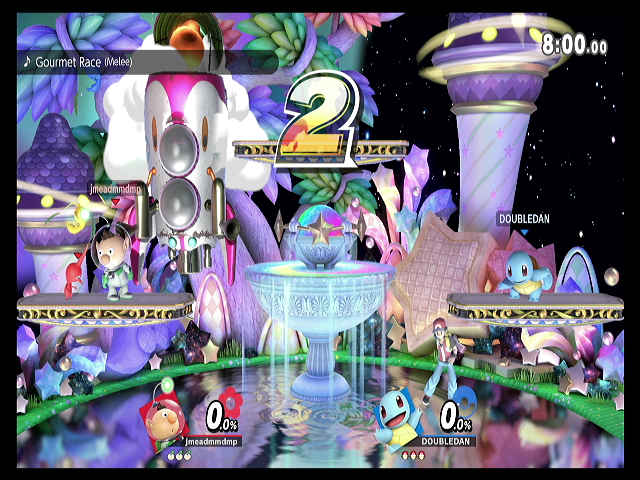 ♪ Gourmet Race (Melee)
8:00.00
2
jmeadmmdmp
DOUBLEDAN
0.0%
jmeadmmdmp
0.0%
DOUBLEDAN